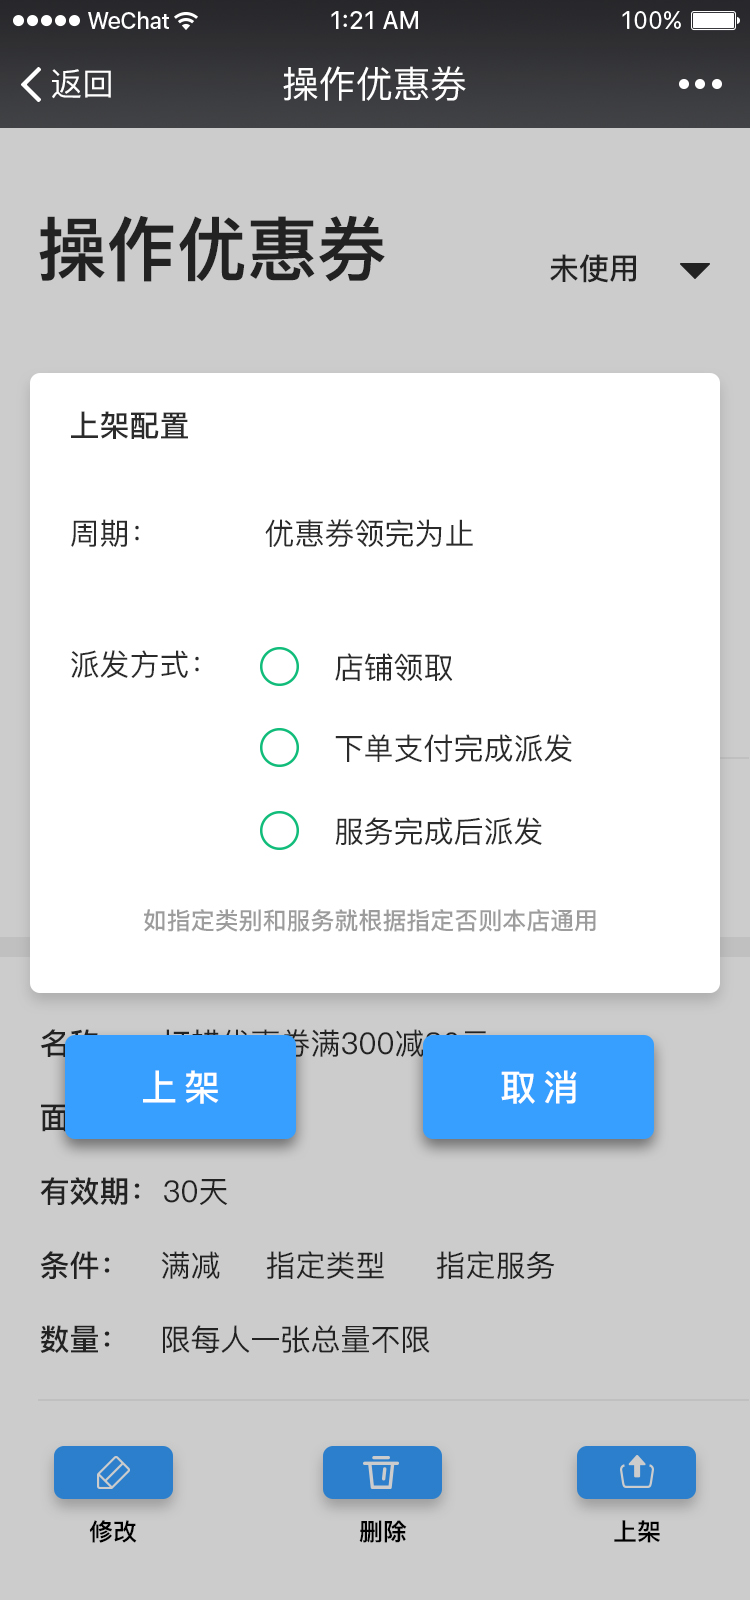 WeChat 1:21 AM 100%
返回 操作优惠券
操作优惠券
未使用
上架配置
周期: 优惠券领完为止
派发方式: 店铺领取
下单支付完成派发
服务完成后派发
如指定类别和服务就根据指定否则本店通用
名 优惠券满300减
上架 取消
面
有效期: 30天
条件: 满减 指定类型 指定服务
数量: 限每人一张总量不限
修改 删除 上架